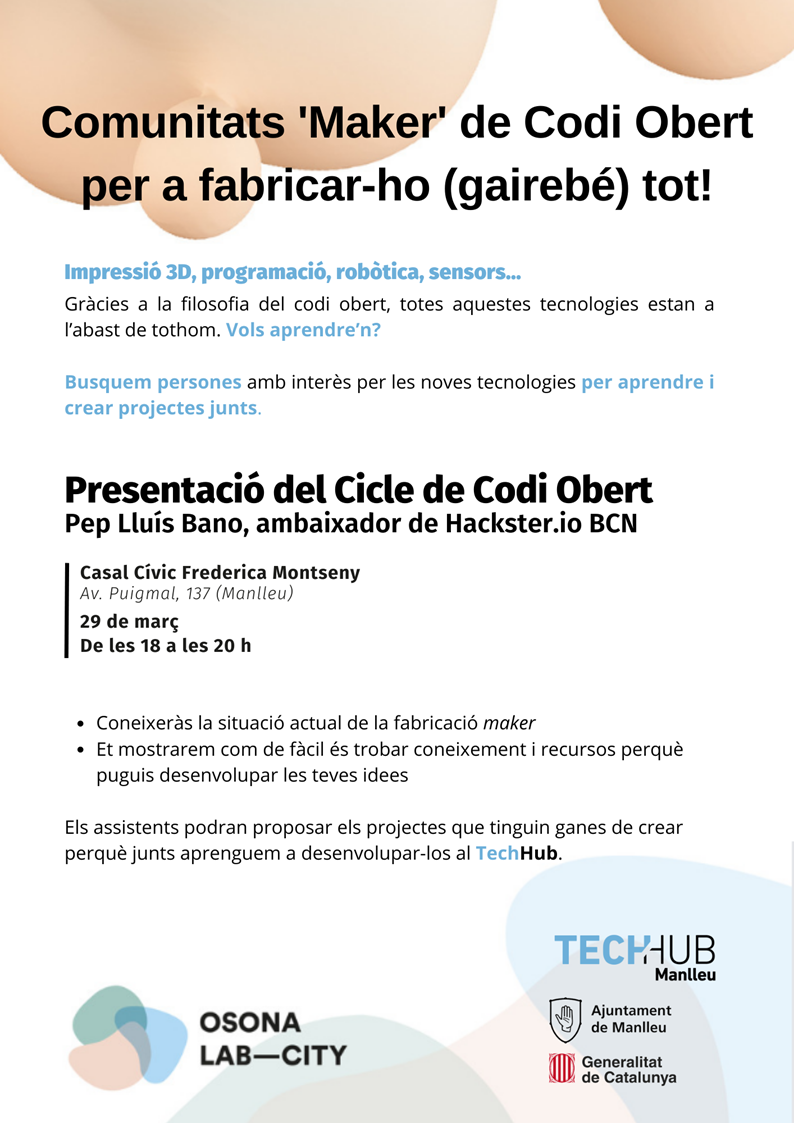 Comunitats 'Maker' de Codi Obert
per a fabricar-ho (gairebé) tot!
Impressió 3D, programació, robòtica, sensors...
Gràcies a la filosofia del codi obert, totes aquestes tecnologies estan a
l'abast de tothom. Vols aprendre'n?
Busquem persones amb interès per les noves tecnologies per aprendre i
crear projectes junts.
Presentació del Cicle de Codi Obert
Pep Lluís Bano, ambaixador de Hackster.io BCN
Casal Cívic Frederica Montseny
Av. Puigmal, 137 (Manlleu)
29 de març
De les 18 a les 20 h
• Coneixeràs la situació actual de la fabricació maker
• Et mostrarem com de fàcil és trobar coneixement i recursos perquè
puguis desenvolupar les teves idees
Els assistents podran proposar els projectes que tinguin ganes de crear
perquè junts aprenguem a desenvolupar-los al TechHub.
TECHHUB
Manlleu
OSONA
LAB—CITY
Ajuntament
de Manlleu
Generalitat
de Catalunya